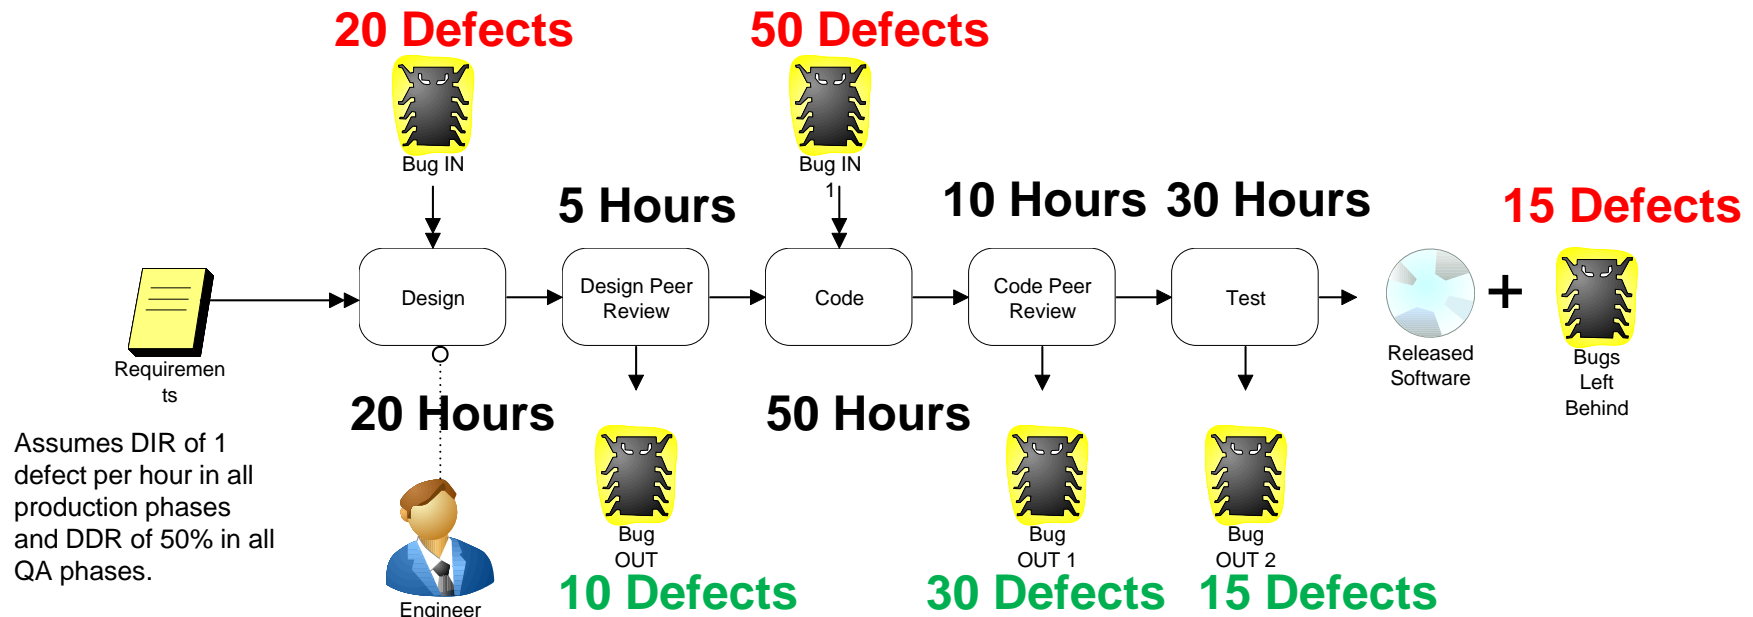 20 Defects
50 Defects
Bug IN
Bug IN
1
5 Hours
10 Hours
30 Hours
15 Defects
Requiremen
ts
Design
Design Peer
Review
Code
Code Peer
Review
Test
Released
Software
+
Bugs
Left
Behind
20 Hours
50 Hours
Assumes DIR of 1
defect per hour in all
production phases
and DDR of 50% in all
QA phases.
Engineer
Bug
OUT
Bug
OUT 1
Bug
OUT 2
10 Defects
30 Defects
15 Defects